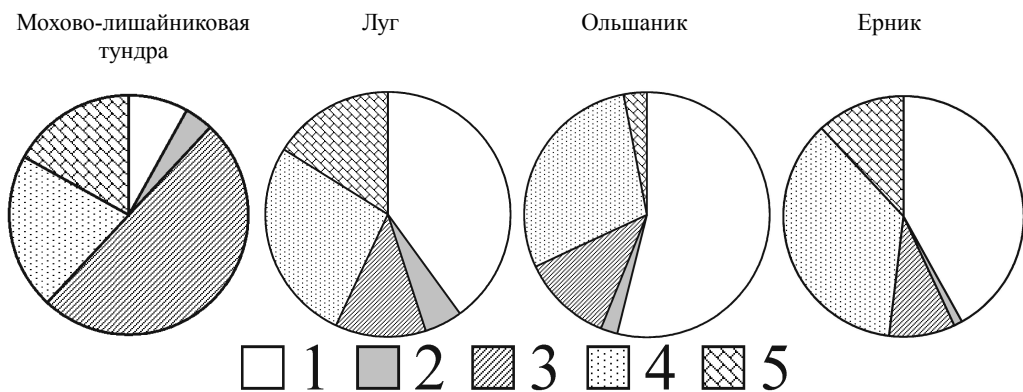 Мохово-лишайниковая
тундра
Луг
Ольшаник
Ерник
1 2 3 4 5